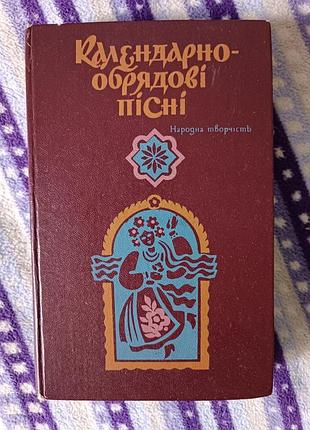 Календарно-
обрядові
пісні
Народна творчість